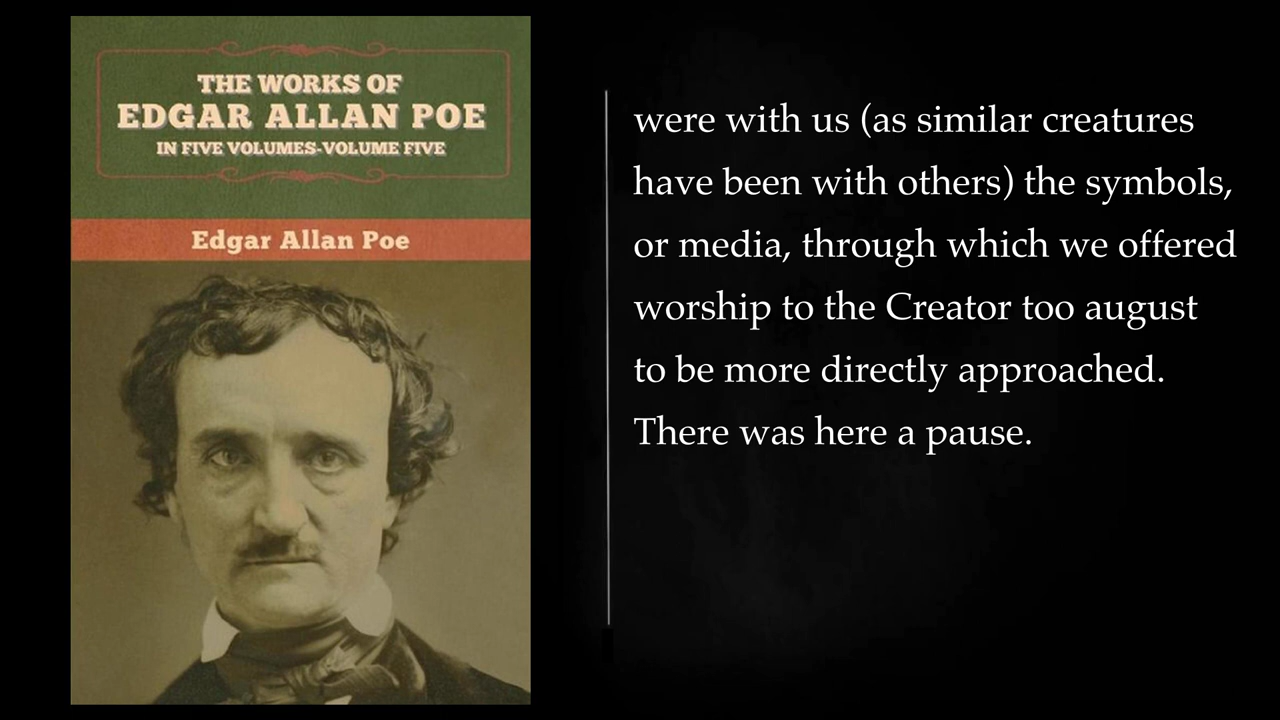 THE WORKS OF
EDGAR ALLAN POE
IN FIVE VOLUMES-VOLUME FIVE
Edgar Allan Poe
were with us (as similar creatures
have been with others) the symbols,
or media, through which we offered
worship to the Creator too august
to be more directly approached.
There was here a pause.